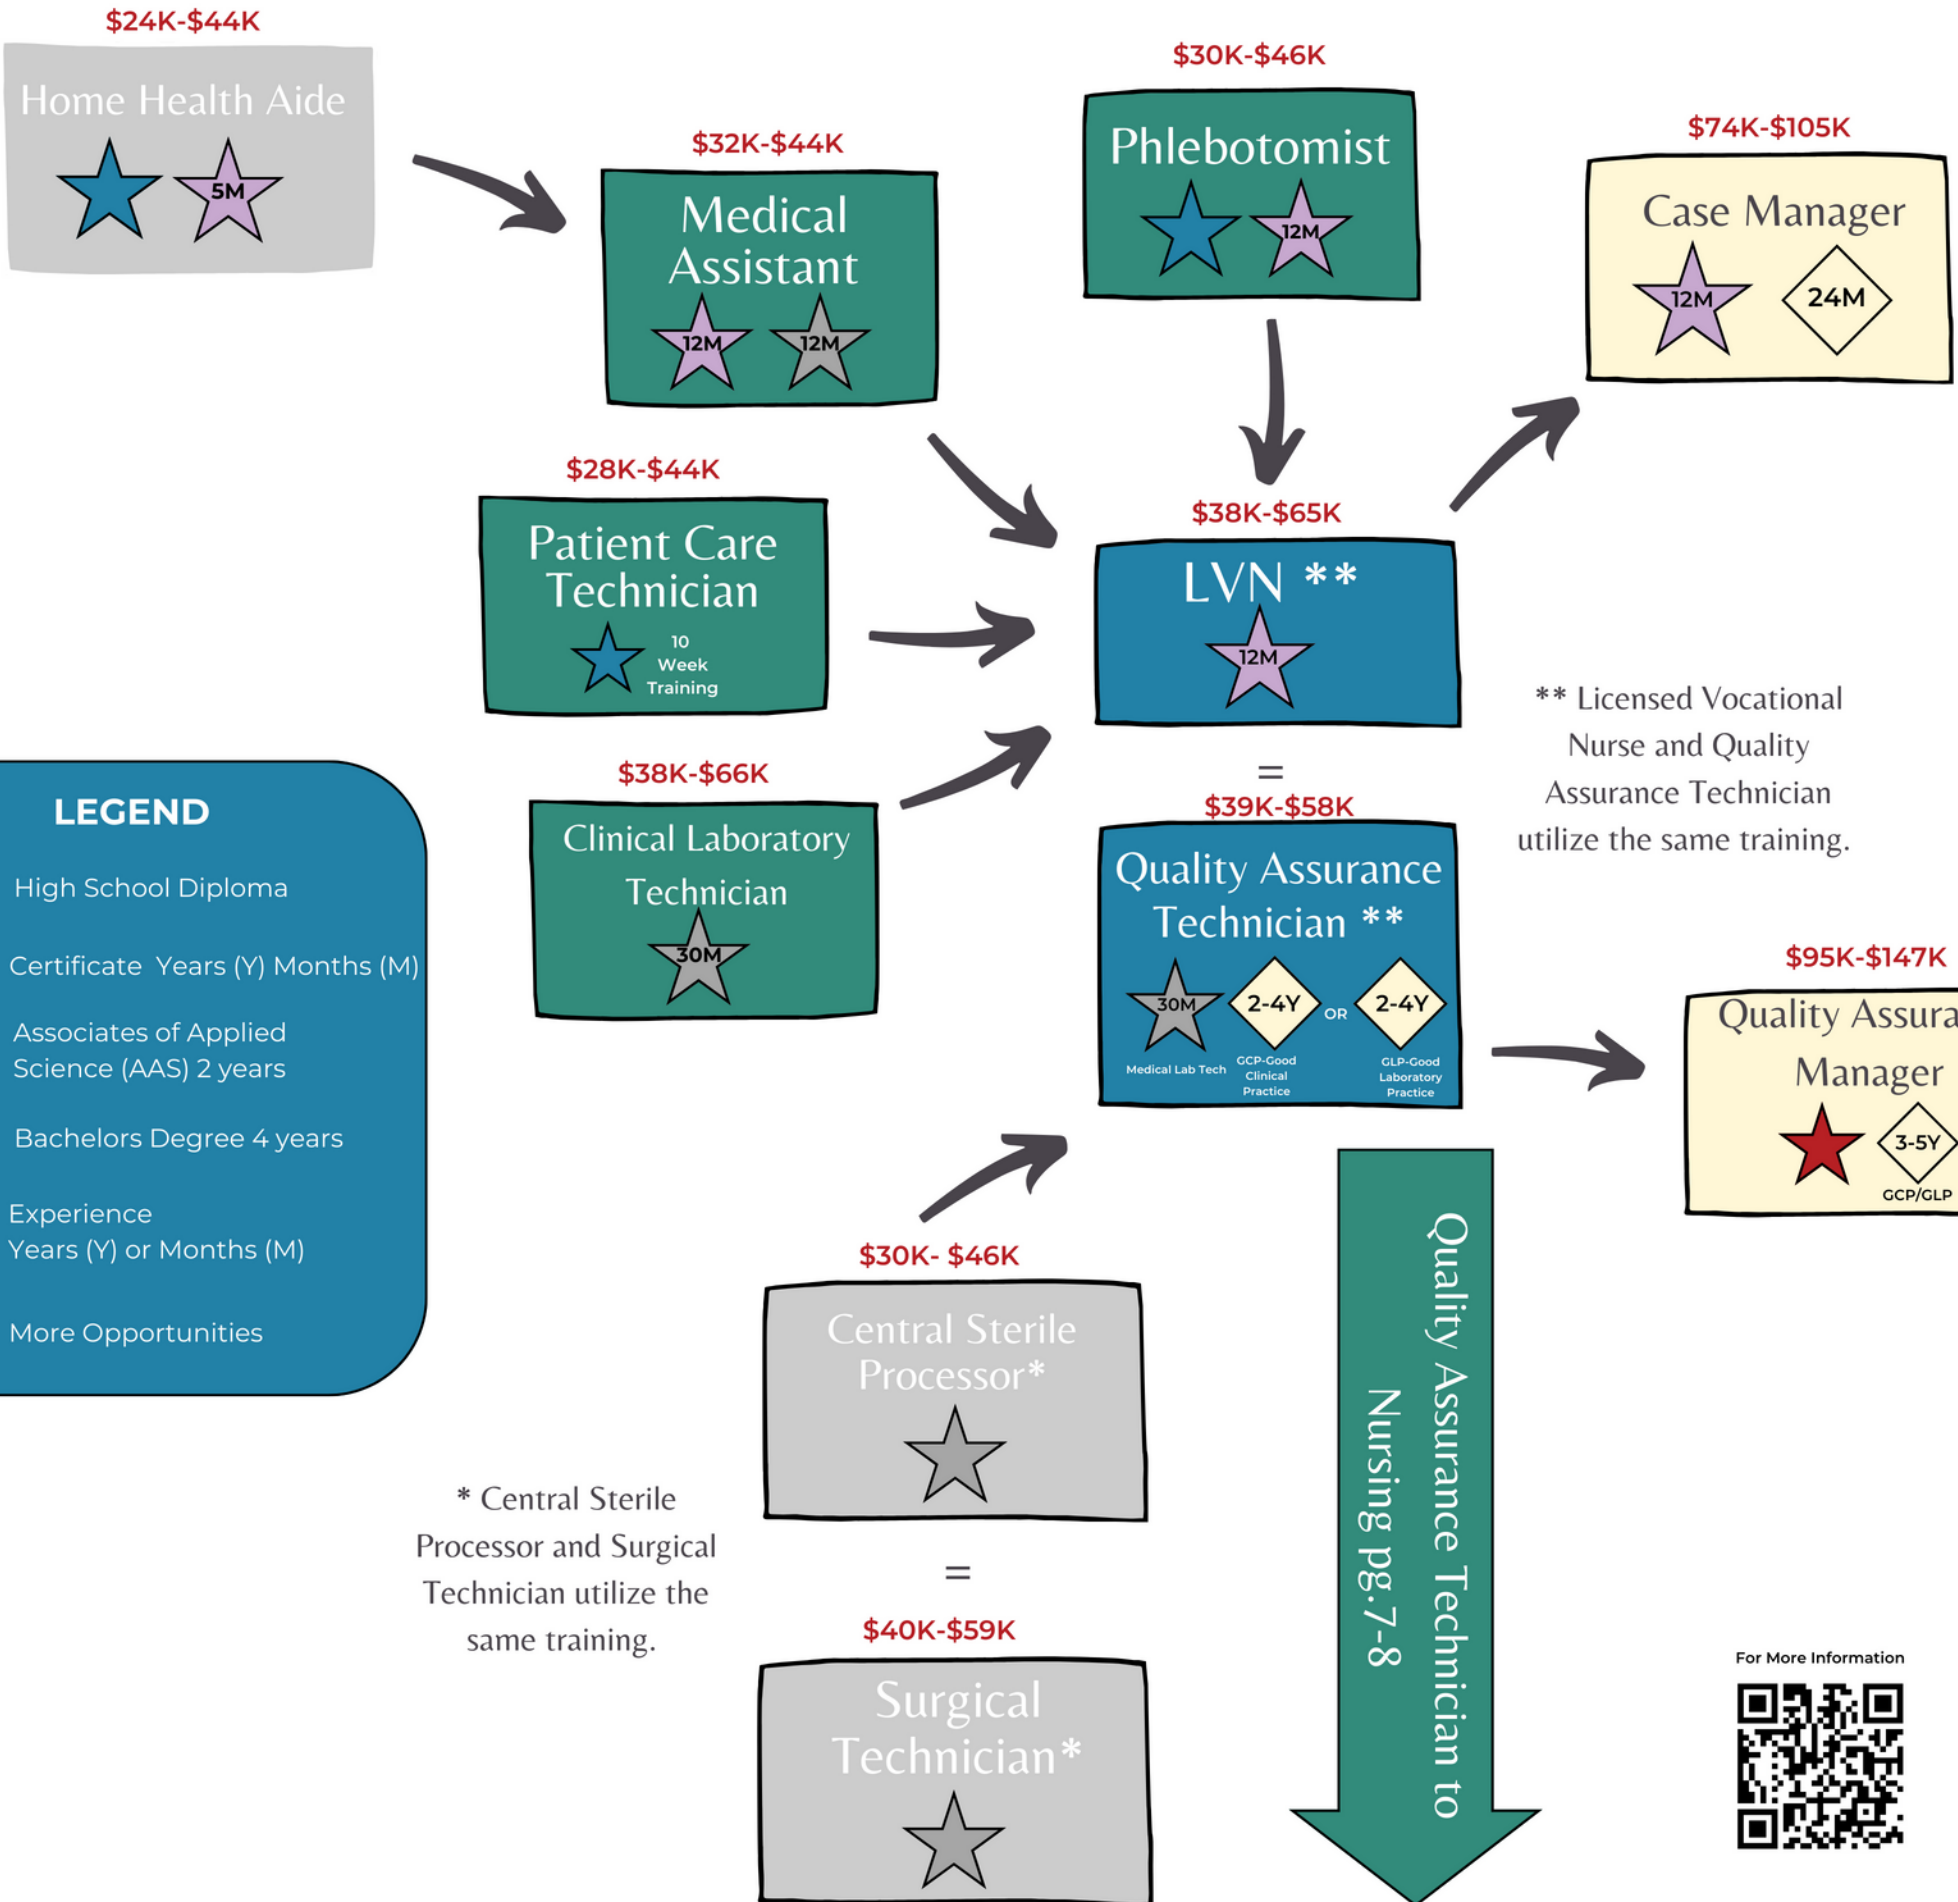 $24K-$44K
Home Health Aide
5M
$32K-$44K
Medical
Assistant
12M
12M
$30K-$46K
Phlebotomist
12M
$74K-$105K
Case Manager
12M
24M
$28K-$44K
Patient Care
Technician
10
Week
Training
$38K-$65K
LVN **
12M
=
** Licensed Vocational
Nurse and Quality
Assurance Technician
utilize the same training.
$38K-$66K
Clinical Laboratory
Technician
30M
$39K-$58K
Quality Assurance
Technician **
30M
2-4Y
OR
2-4Y
Medical Lab Tech
GCP-Good
Clinical
Practice
GLP-Good
Laboratory
Practice
$95K-$147K
Quality Assura
Manager
3-5Y
GCP/GLP
LEGEND
High School Diploma
Certificate Years (Y) Months (M)
Associates of Applied
Science (AAS) 2 years
Bachelors Degree 4 years
Experience
Years (Y) or Months (M)
More Opportunities
$30K- $46K
Central Sterile
Processor*
=
* Central Sterile
Processor and Surgical
Technician utilize the
same training.
$40K-$59K
Surgical
Technician*
Quality Assurance Technician to
Nursing pg.7-8
For More Information